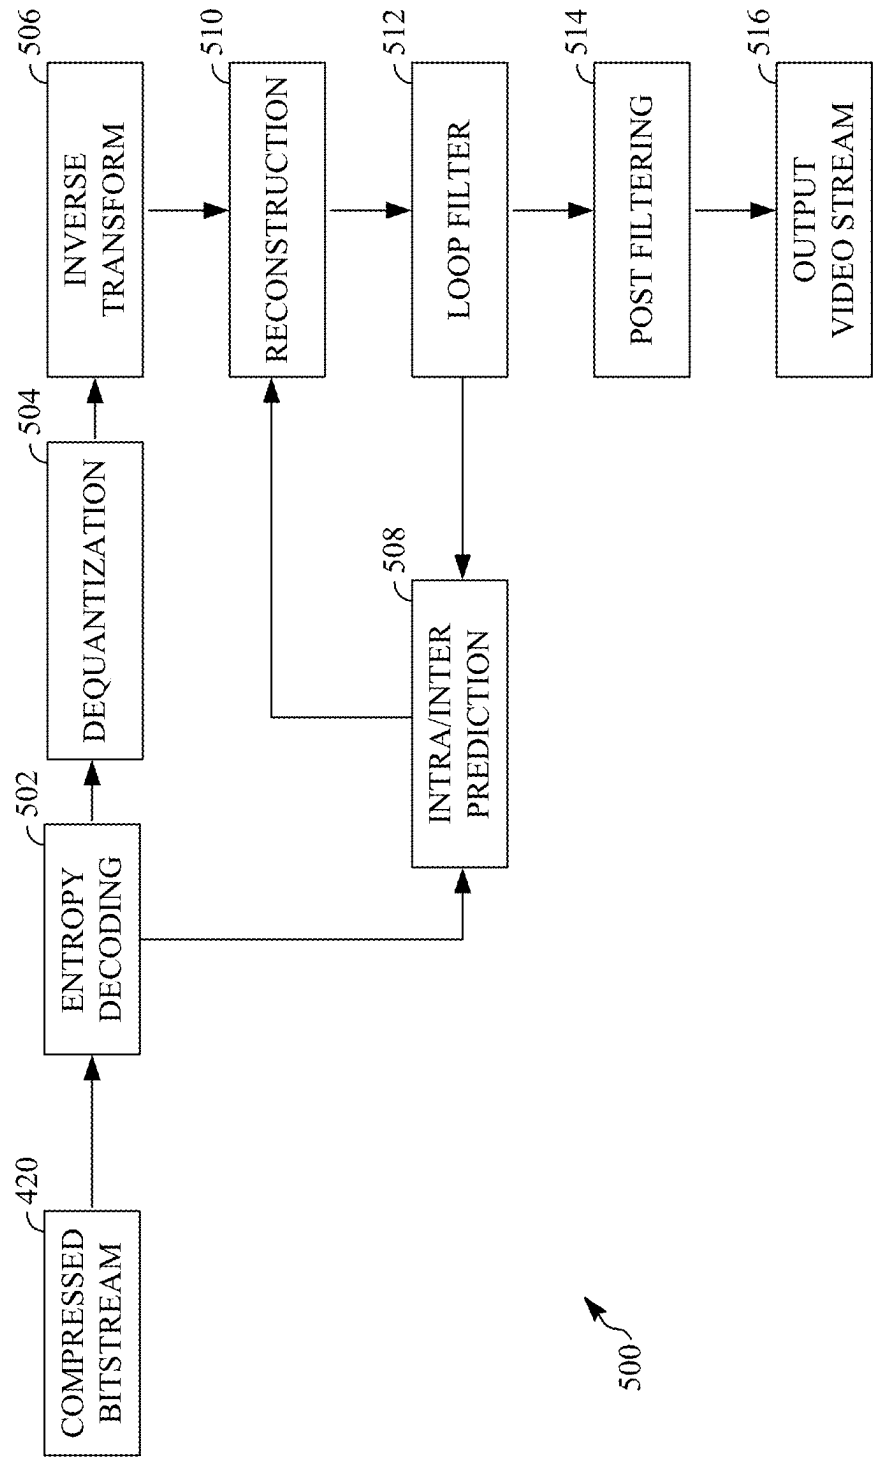 420
COMPRESSED
BITSTREAM
502
ENTROPY
DECODING
504
DEQUANTIZATION
506
INVERSE
TRANSFORM
508
INTRA/INTER
PREDICTION
510
RECONSTRUCTION
512
LOOP FILTER
514
POST FILTERING
516
OUTPUT
VIDEO STREAM
500